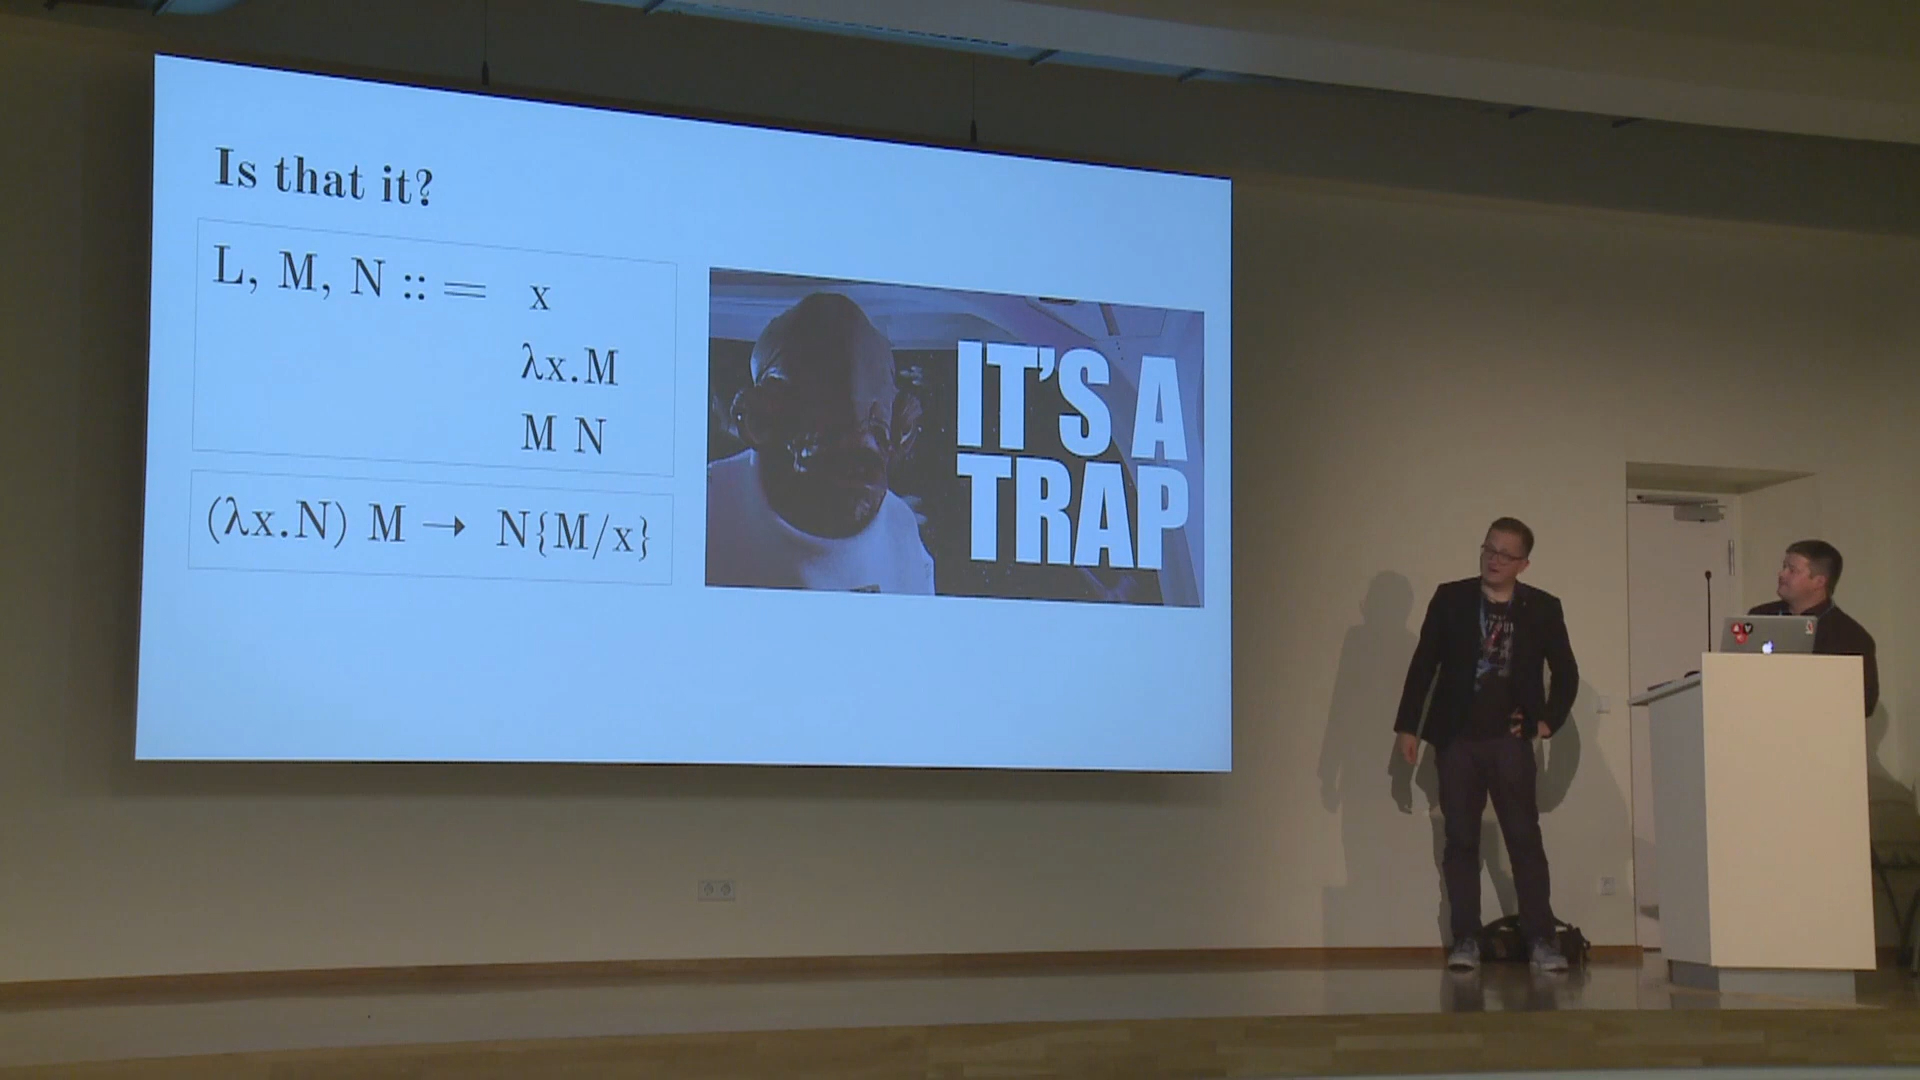 Is that it?
L, M, N ::= x
λx.M
M N
(λx.N) M → N{M/x}
IT'S A
TRAP